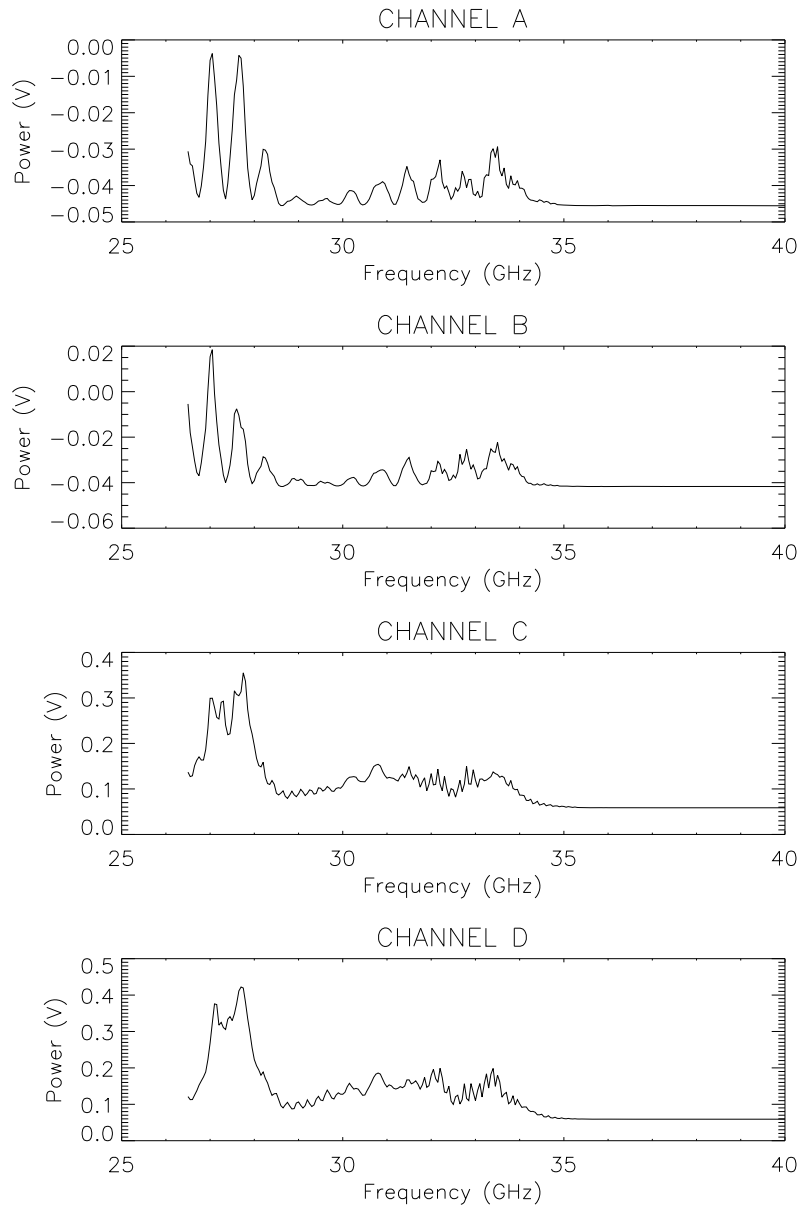 CHANNEL A
0.00
-0.01
-0.02
-0.03
-0.04
-0.05
Power (V)
25 30 35 40
Frequency (GHz)
CHANNEL B
0.02
0.00
-0.02
-0.04
-0.06
Power (V)
25 30 35 40
Frequency (GHz)
CHANNEL C
0.4
0.3
0.2
0.1
0.0
Power (V)
25 30 35 40
Frequency (GHz)
CHANNEL D
0.5
0.4
0.3
0.2
0.1
0.0
Power (V)
25 30 35 40
Frequency (GHz)